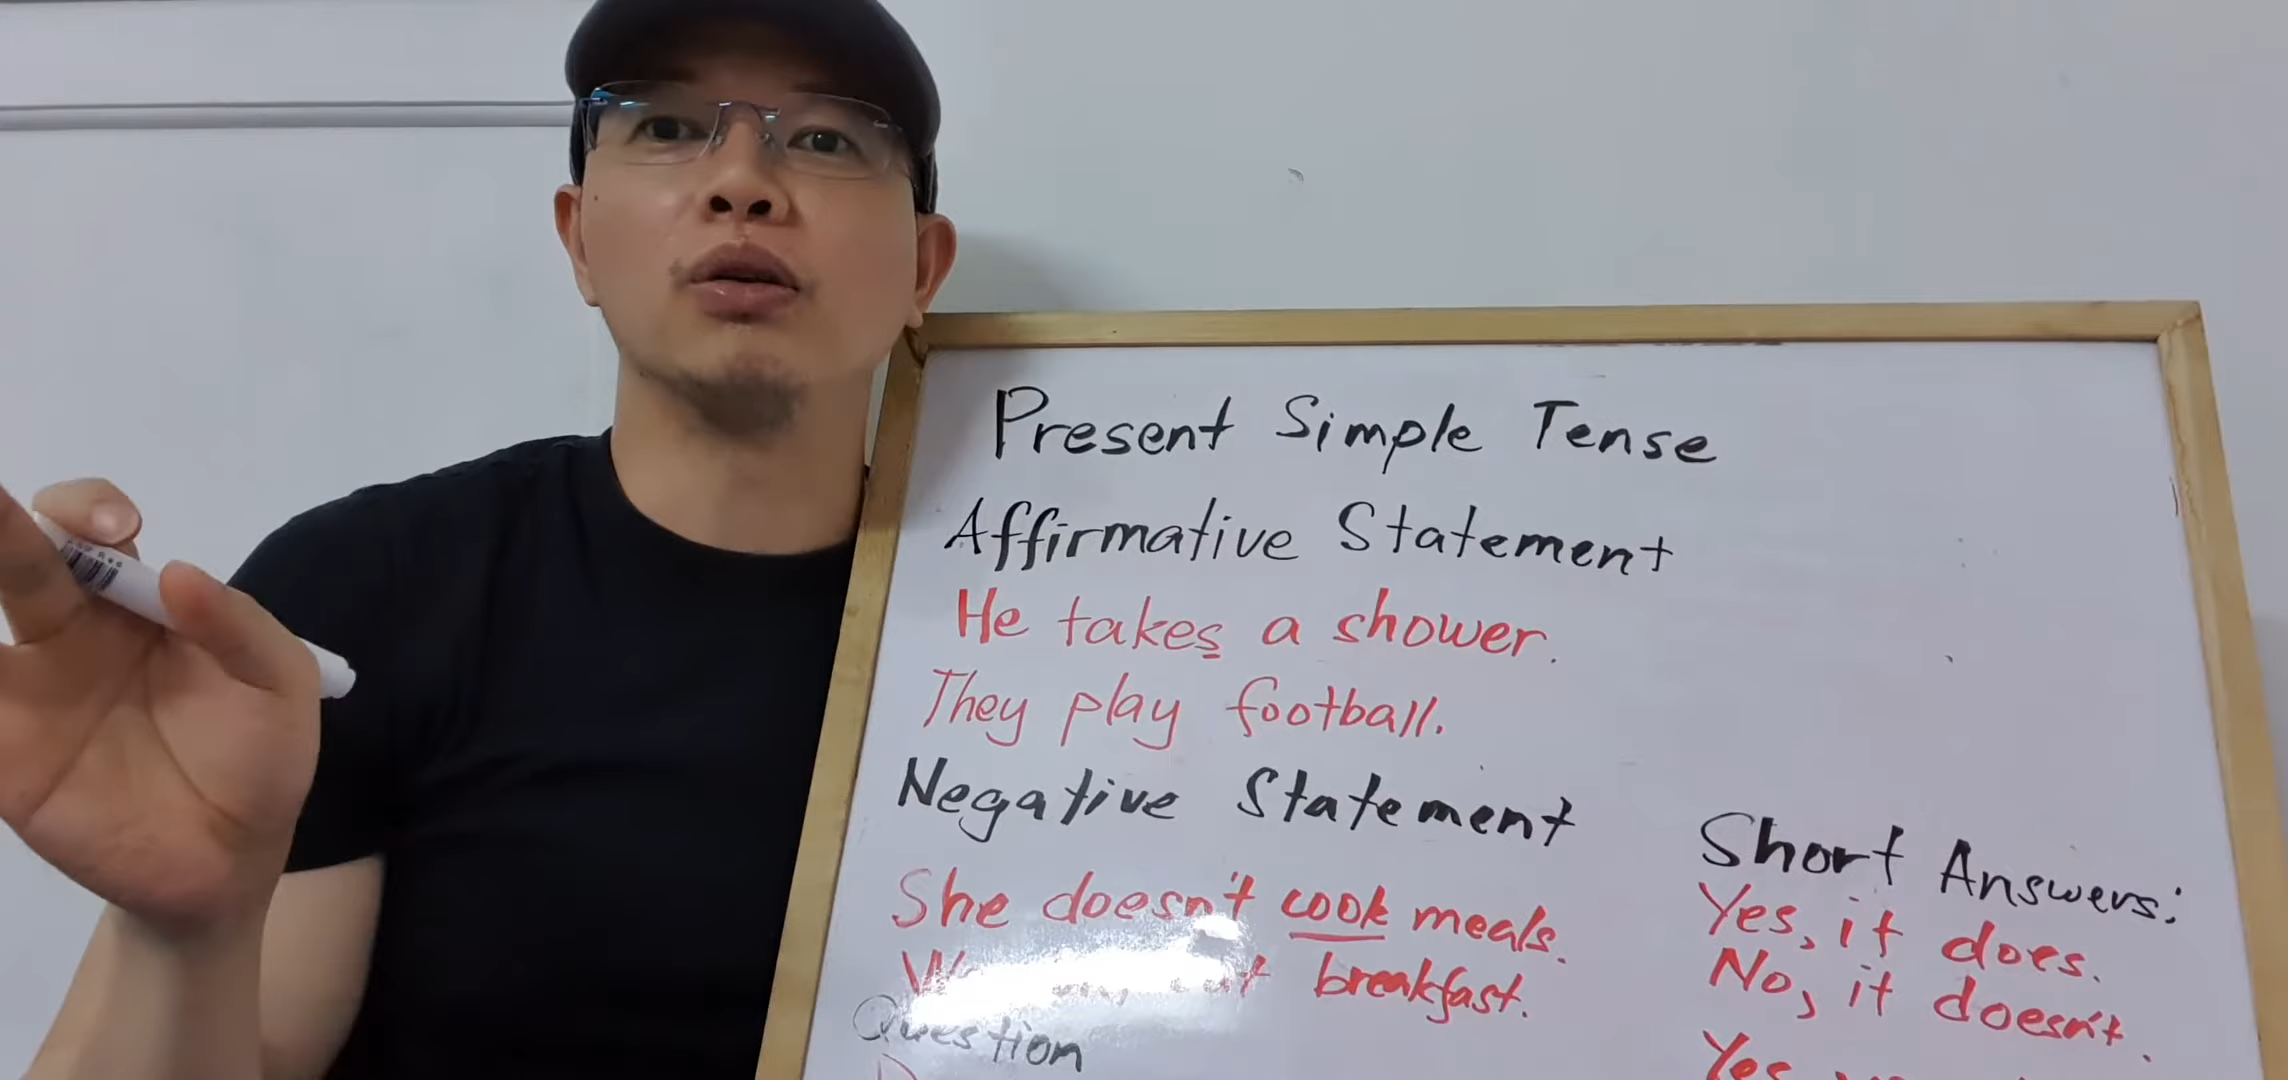 Present Simple Tense
Affirmative Statement
He takes a shower.
They play football.
Negative Statement
She doesn't cook meals.
breakfast.
Question
Short Answers:
Yes, it does.
No, it doesn't.
Yes